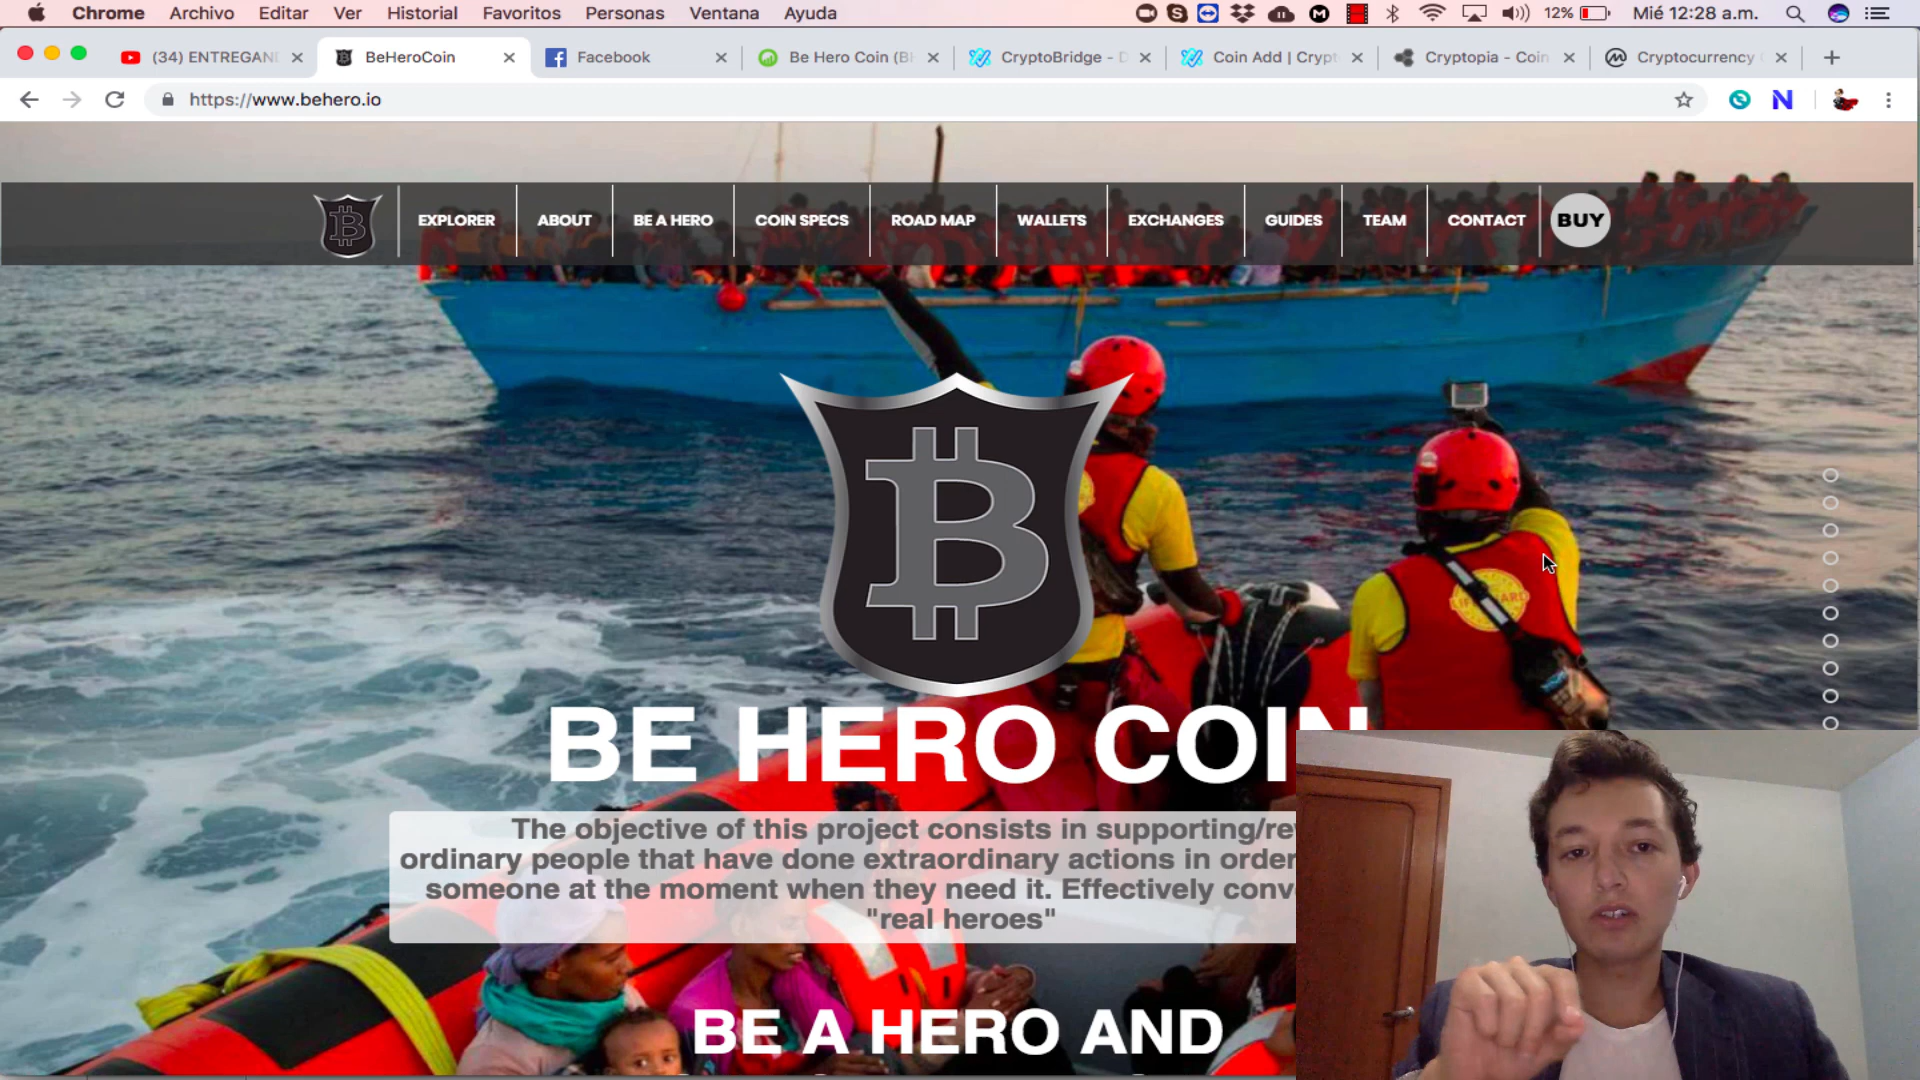 Chrome Archivo Editar Ver Historial Favoritos Personas Ventana Ayuda 12% Mié 12:28 a.m.
(34) ENTREGAN BeHeroCoin Facebook Be Hero Coin (BH CryptoBridge - D Coin Add | Crypt Cryptopia - Coin Cryptocurrency
https://www.behero.io
EXPLORER ABOUT BE A HERO COIN SPECS ROAD MAP WALLETS EXCHANGES GUIDES TEAM CONTACT BUY
BE HERO COIN
The objective of this project consists in supporting/re
ordinary people that have done extraordinary actions in order
someone at the moment when they need it. Effectively conv
"real heroes"
BE A HERO AND